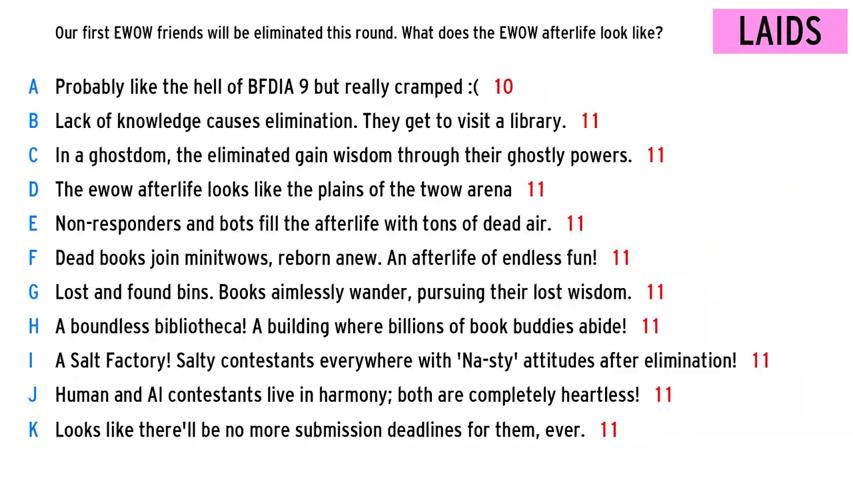 Our first EWOW friends will be eliminated this round. What does the EWOW afterlife look like?
LAIDS
A Probably like the hell of BFDIA 9 but really cramped :( 10
B Lack of knowledge causes elimination. They get to visit a library. 11
C In a ghostdom, the eliminated gain wisdom through their ghostly powers. 11
D The ewow afterlife looks like the plains of the twow arena 11
E Non-responders and bots fill the afterlife with tons of dead air. 11
F Dead books join minitwows, reborn anew. An afterlife of endless fun! 11
G Lost and found bins. Books aimlessly wander, pursuing their lost wisdom. 11
H A boundless bibliotheca! A building where billions of book buddies abide! 11
I A Salt Factory! Salty contestants everywhere with 'Na-sty' attitudes after elimination! 11
J Human and AI contestants live in harmony; both are completely heartless! 11
K Looks like there'll be no more submission deadlines for them, ever. 11